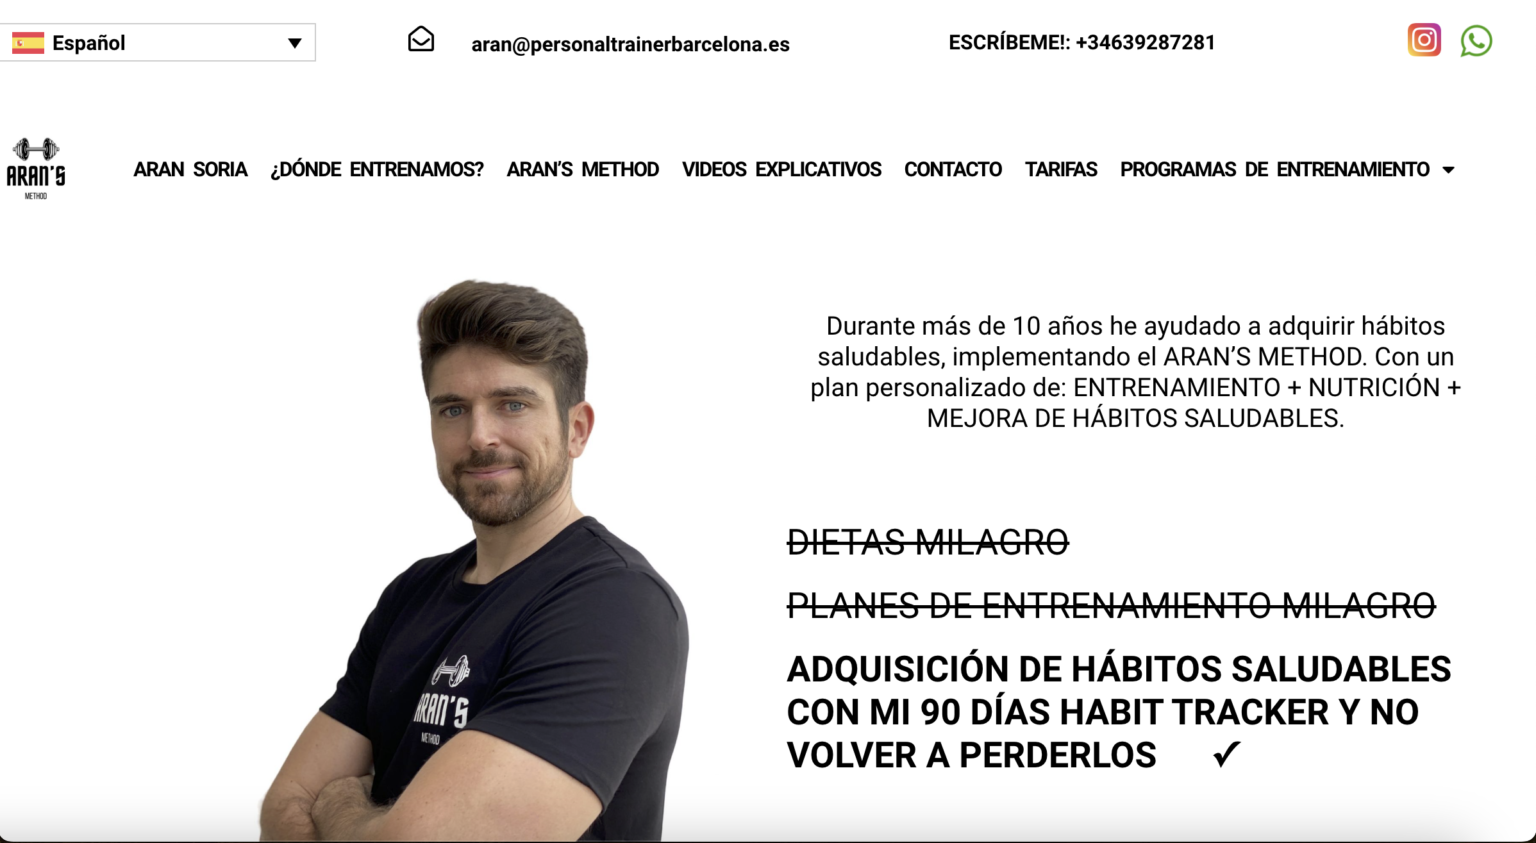 Español
aran@personaltrainerbarcelona.es
ESCRÍBEME!: +34639287281
ARAN'S
METHOD
ARAN SORIA ¿DÓNDE ENTRENAMOS? ARAN'S METHOD VIDEOS EXPLICATIVOS CONTACTO TARIFAS PROGRAMAS DE ENTRENAMIENTO
Durante más de 10 años he ayudado a adquirir hábitos
saludables, implementando el ARAN'S METHOD. Con un
plan personalizado de: ENTRENAMIENTO + NUTRICIÓN +
MEJORA DE HÁBITOS SALUDABLES.
DIETAS MILAGRO
PLANES DE ENTRENAMIENTO MILAGRO
ADQUISICIÓN DE HÁBITOS SALUDABLES
CON MI 90 DÍAS HABIT TRACKER Y NO
VOLVER A PERDERLOS ✓
ARAN'S
METHOD